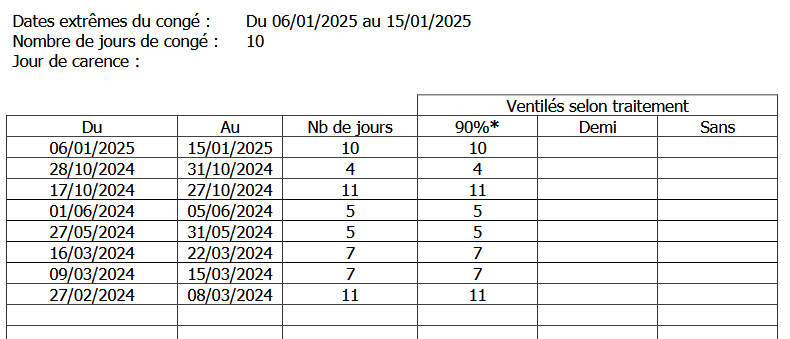 Dates extrêmes du congé : Du 06/01/2025 au 15/01/2025
Nombre de jours de congé : 10
Jour de carence :
Ventilés selon traitement
Du Au Nb de jours 90%* Demi Sans
06/01/2025 15/01/2025 10 10
28/10/2024 31/10/2024 4 4
17/10/2024 27/10/2024 11 11
01/06/2024 05/06/2024 5 5
27/05/2024 31/05/2024 5 5
16/03/2024 22/03/2024 7 7
09/03/2024 15/03/2024 7 7
27/02/2024 08/03/2024 11 11